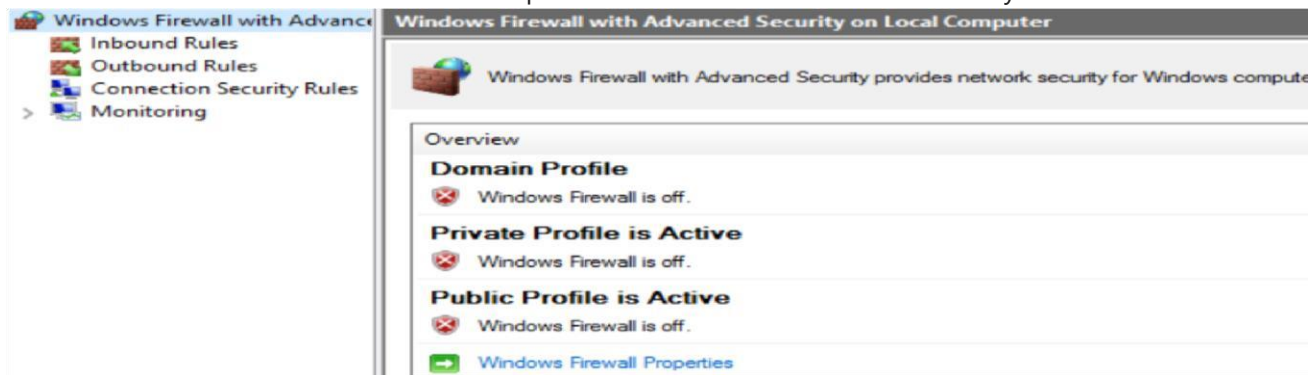 Windows Firewall with Advance
Inbound Rules
Outbound Rules
Connection Security Rules
Monitoring
Windows Firewall with Advanced Security on Local Computer
Windows Firewall with Advanced Security provides network security for Windows compute
Overview
Domain Profile
Windows Firewall is off.
Private Profile is Active
Windows Firewall is off.
Public Profile is Active
Windows Firewall is off.
Windows Firewall Properties